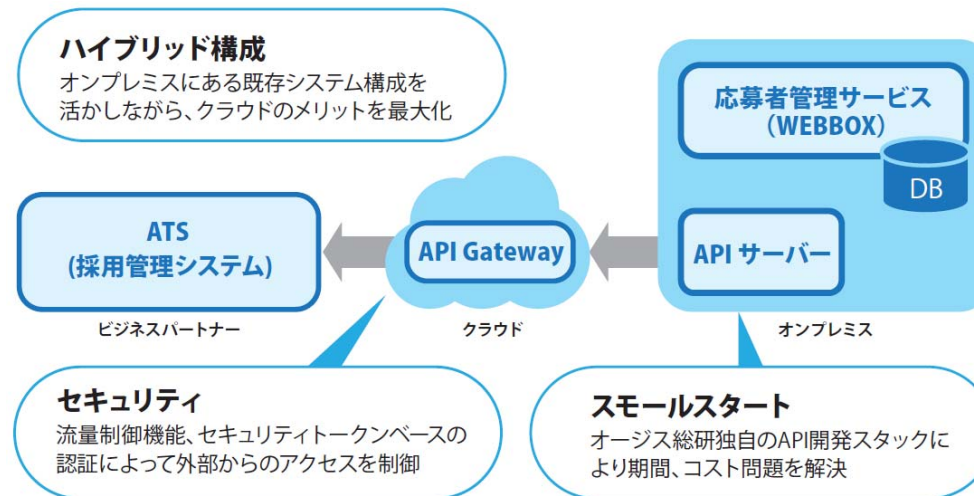 ハイブリッド構成
オンプレミスにある既存システム構成を
活かしながら、クラウドのメリットを最大化
応募者管理サービス
（WEBBOX）
DB
ATS
(採用管理システム)
API Gateway
API サーバー
ビジネスパートナー
クラウド
オンプレミス
セキュリティ
流量制御機能、セキュリティトークンベースの
認証によって外部からのアクセスを制御
スモールスタート
オージス総研独自のAPI開発スタックに
より期間、コスト問題を解決